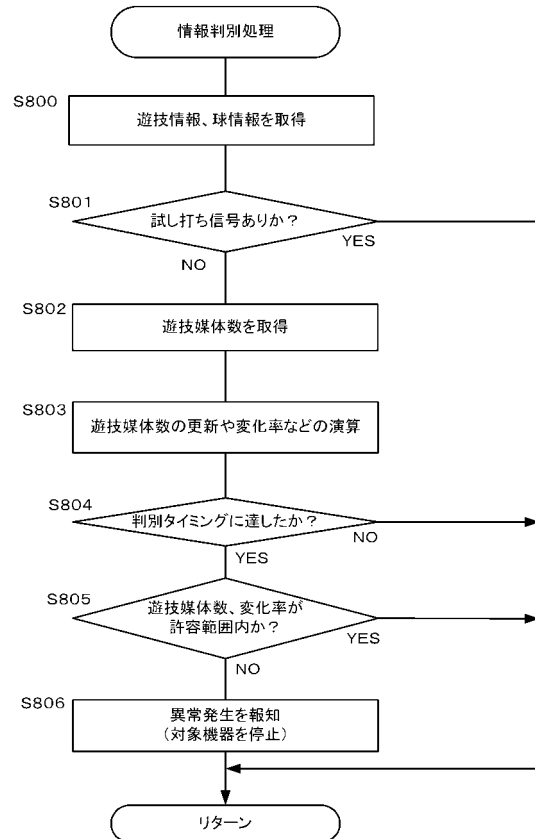 情報判別処理
S800
遊技情報、球情報を取得
S801
試し打ち信号ありか？
YES
NO
S802
遊技媒体数を取得
S803
遊技媒体数の更新や変化率などの演算
S804
判別タイミングに達したか？
NO
YES
S805
遊技媒体数、変化率が
許容範囲内か？
YES
NO
S806
異常発生を報知
（対象機器を停止）
リターン